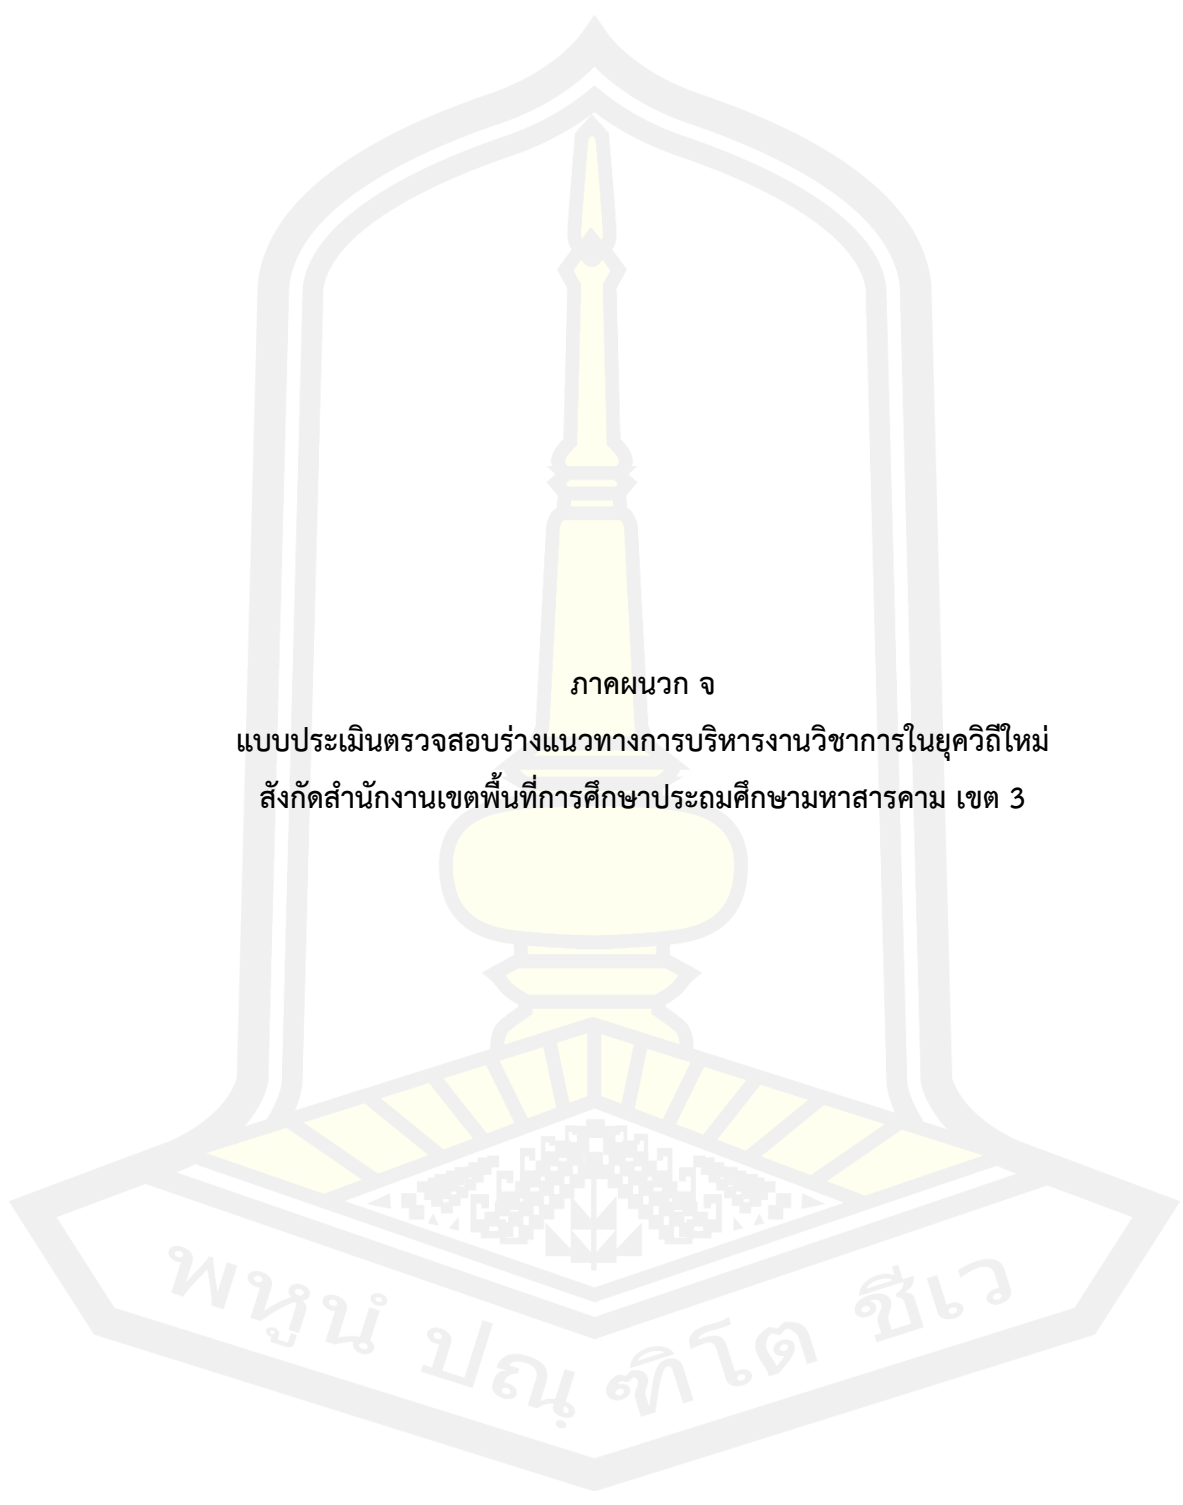 ภาคผนวก จ
แบบประเมินตรวจสอบร่างแนวทางการบริหารงานวิชาการในยุควิถีใหม่
สังกัดสำนักงานเขตพื้นที่การศึกษาประถมศึกษามหาสารคาม เขต 3
พหูนํ ปณฺฑิโต ชีเว